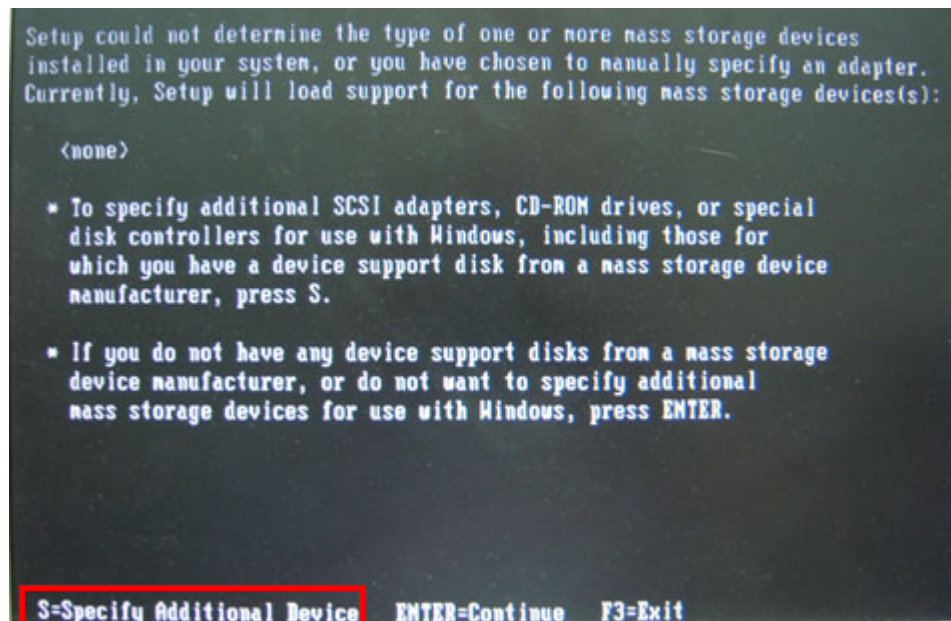 Setup could not determine the type of one or more mass storage devices
installed in your system, or you have chosen to manually specify an adapter.
Currently, Setup will load support for the following mass storage devices(s):
<none>
* To specify additional SCSI adapters, CD-ROM drives, or special
disk controllers for use with Windows, including those for
which you have a device support disk from a mass storage device
manufacturer, press S.
* If you do not have any device support disks from a mass storage
device manufacturer, or do not want to specify additional
mass storage devices for use with Windows, press ENTER.
S=Specify Additional Device   ENTER=Continue   F3=Exit